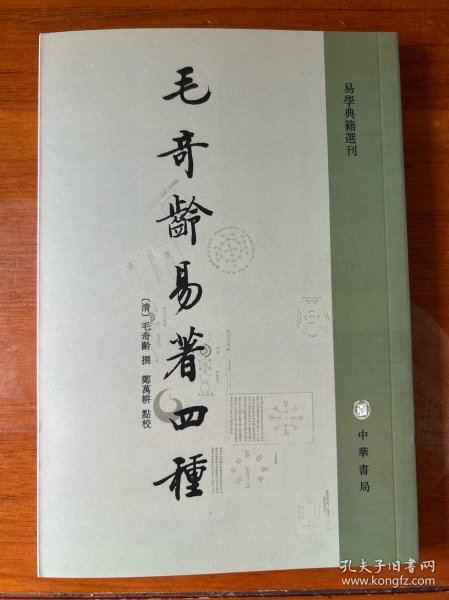 易學典籍選刊
毛奇齡易著四種
〔清〕毛奇齡 撰 鄭萬耕 點校
中華書局
孔夫子旧书网
www.kongfz.com